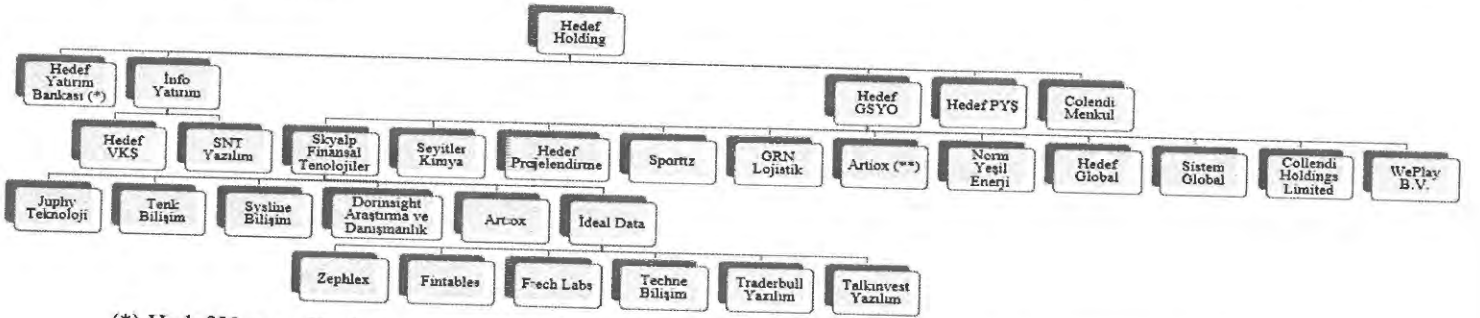 Hedef
Holding
Hedef
Yatırım
Bankası (*)
İnfo
Yatırım
Hedef
GSYO
Hedef PYŞ
Colendi
Menkul
Hedef
VKŞ
SNT
Yazılım
Skyalp
Finansal
Tenolojiler
Seyitler
Kimya
Hedef
Projelendirme
Sporttz
GRN
Lojistik
Artiox (**)
Norm
Yeşil
Enerji
Hedef
Global
Sistem
Global
Collendi
Holdings
Limited
WePlay
B.V.
Juphy
Teknoloji
Tenk
Bilişim
Sysline
Bilişim
Dorinsight
Araştırma ve
Danışmanlık
Artiox
İdeal Data
Zephlex
Fintables
F-ech Labs
Techne
Bilişim
Traderbull
Yazılım
Talkinvest
Yazılım